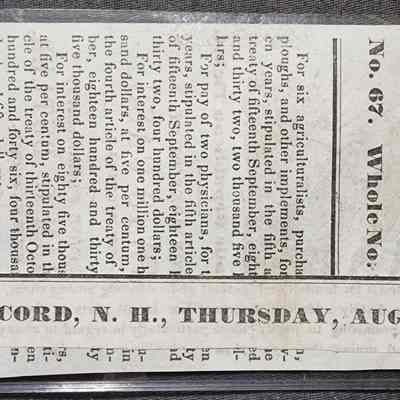 No. 67. Whole No.
For six agriculturalists, purcha
ploughs, and other implements, for
en years, stipulated in the fifth a
treaty of fifteenth September, eight
and thirty two, two thousand five h
lars;
For pay of two physicians, for t
years, stipulated in the fifth article
of fifteenth September, eighteen h
thirty two, four hundred dollars;
For interest on one million one h
sand dollars, at five per centum,
the fourth article of the treaty of
ber, eighteen hundred and thirty
five thousand dollars;
For interest on eighty five thous
at five per cenum, stipulated in th
cle of the treaty of thirteenth Octo
hundred and forty six, four thousa
CORD, N. H., THURSDAY, AUG